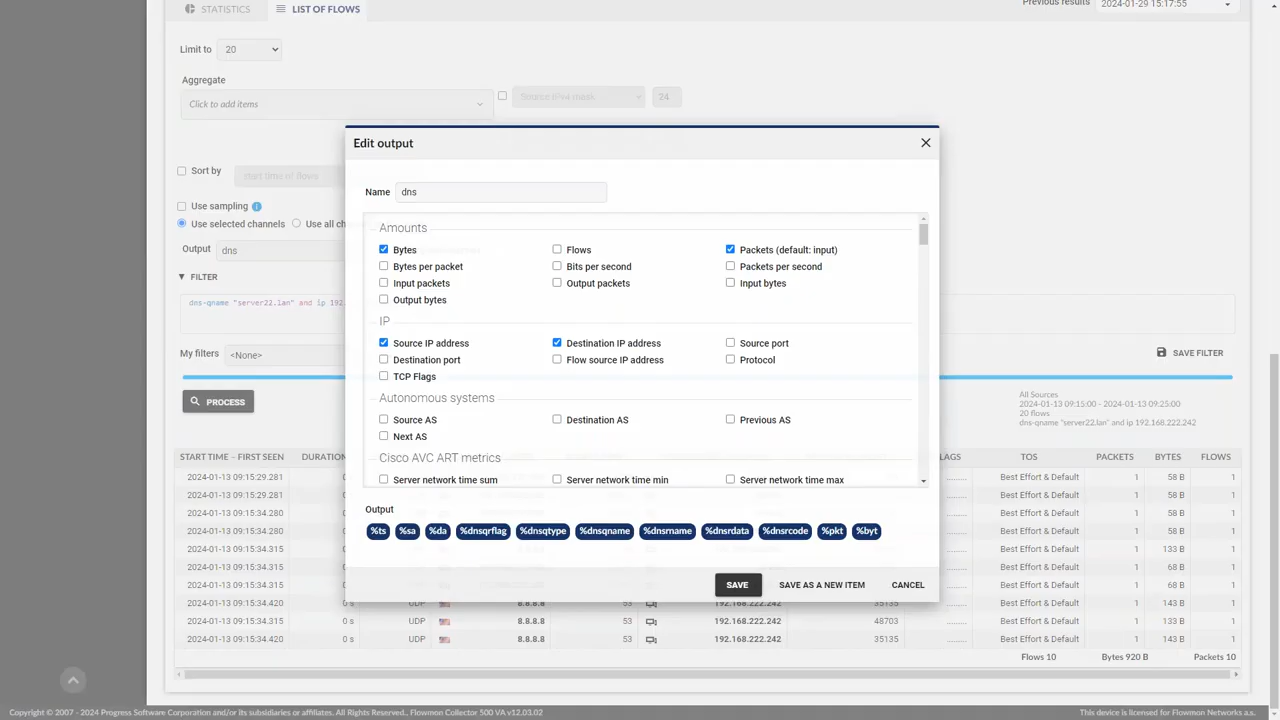 STATISTICS
LIST OF FLOWS
Previous results 2024-01-29 15:17:55
Limit to 20
Aggregate
Click to add items
Source IPv4 mask 24
Sort by start time of flows
Use sampling
Use selected channels
Output dns
FILTER
dns-qname "server22.lan" and ip 192.
My filters <None>
SAVE FILTER
PROCESS
All Sources
2024-01-13 09:15:00 - 2024-01-13 09:25:00
20 flows
dns-qname "server22.lan" and ip 192.168.222.242
Edit output
Name dns
Amounts
Bytes Flows Packets (default: input)
Bytes per packet Bits per second Packets per second
Input packets Output packets Input bytes
Output bytes
IP
Source IP address Destination IP address Source port
Destination port Flow source IP address Protocol
TCP Flags
Autonomous systems
Source AS Destination AS Previous AS
Next AS
Cisco AVC ART metrics
Server network time sum Server network time min Server network time max
Output
%ts %sa %da %dnsqrflag %dnsqtype %dnsqname %dnsrname %dnsrdata %dnsrcode %pkt %byt
SAVE SAVE AS A NEW ITEM CANCEL
START TIME – FIRST SEEN TOS PACKETS BYTES FLOWS
2024-01-13 09:15:29.281 Best Effort & Default 1 58 B 1
2024-01-13 09:15:29.281 Best Effort & Default 1 58 B 1
2024-01-13 09:15:34.280 Best Effort & Default 1 58 B 1
2024-01-13 09:15:34.280 Best Effort & Default 1 58 B 1
2024-01-13 09:15:34.315 Best Effort & Default 1 133 B 1
2024-01-13 09:15:34.315 Best Effort & Default 1 68 B 1
2024-01-13 09:15:34.315 Best Effort & Default 1 68 B 1
2024-01-13 09:15:34.420 0 s UDP 8.8.8.8 53 192.168.222.242 35135 ......... Best Effort & Default 1 143 B 1
2024-01-13 09:15:34.315 0 s UDP 8.8.8.8 53 192.168.222.242 48703 ......... Best Effort & Default 1 133 B 1
2024-01-13 09:15:34.420 0 s UDP 8.8.8.8 53 192.168.222.242 35135 ......... Best Effort & Default 1 143 B 1
Flows 10 Bytes 920 B Packets 10
Copyright © 2007 - 2024 Progress Software Corporation and/or its subsidiaries or affiliates. All Rights Reserved., Flowmon Collector 500 VA v12.03.02
This device is licensed for Flowmon Networks a.s.